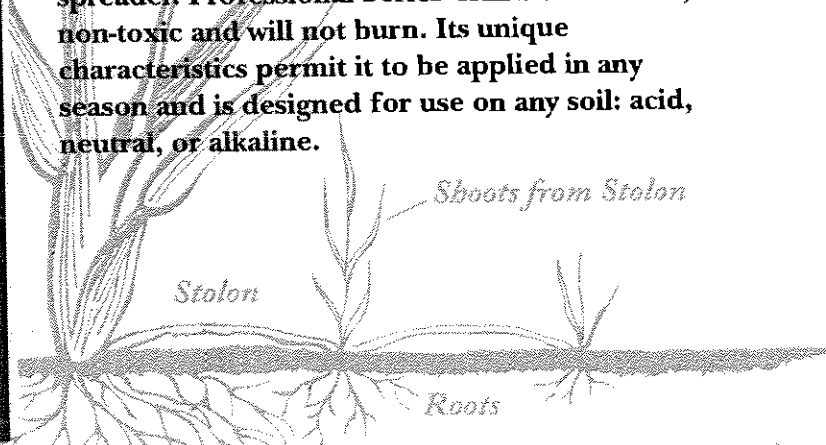 non-toxic and will not burn. Its unique
characteristics permit it to be applied in any
season and is designed for use on any soil: acid,
neutral, or alkaline.
Shoots from Stolon
Stolon
Roots